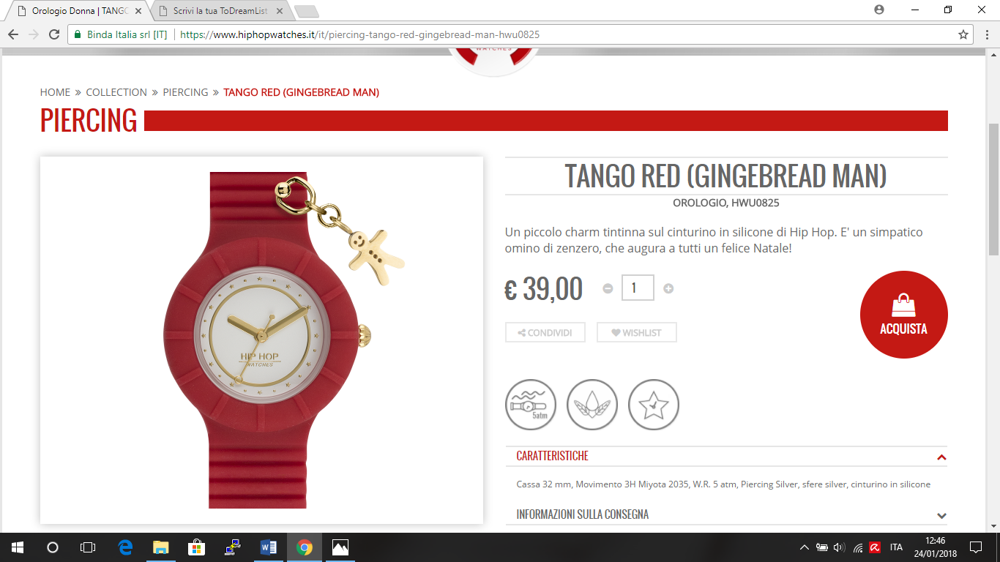 Orologio Donna | TANGO
Scrivi la tua ToDreamList
Binda Italia srl [IT]
https://www.hiphopwatches.it/it/piercing-tango-red-gingebread-man-hwu0825
WATCHES
HOME » COLLECTION » PIERCING » TANGO RED (GINGEBREAD MAN)
PIERCING
TANGO RED (GINGEBREAD MAN)
OROLOGIO, HWU0825
Un piccolo charm tintinna sul cinturino in silicone di Hip Hop. E' un simpatico
omino di zenzero, che augura a tutti un felice Natale!
€ 39,00
1
ACQUISTA
CONDIVIDI
WISHLIST
HIP HOP
WATCHES
5atm
CARATTERISTICHE
Cassa 32 mm, Movimento 3H Miyota 2035, W.R. 5 atm, Piercing Silver, sfere silver, cinturino in silicone
INFORMAZIONI SULLA CONSEGNA
ITA
12:46
24/01/2018